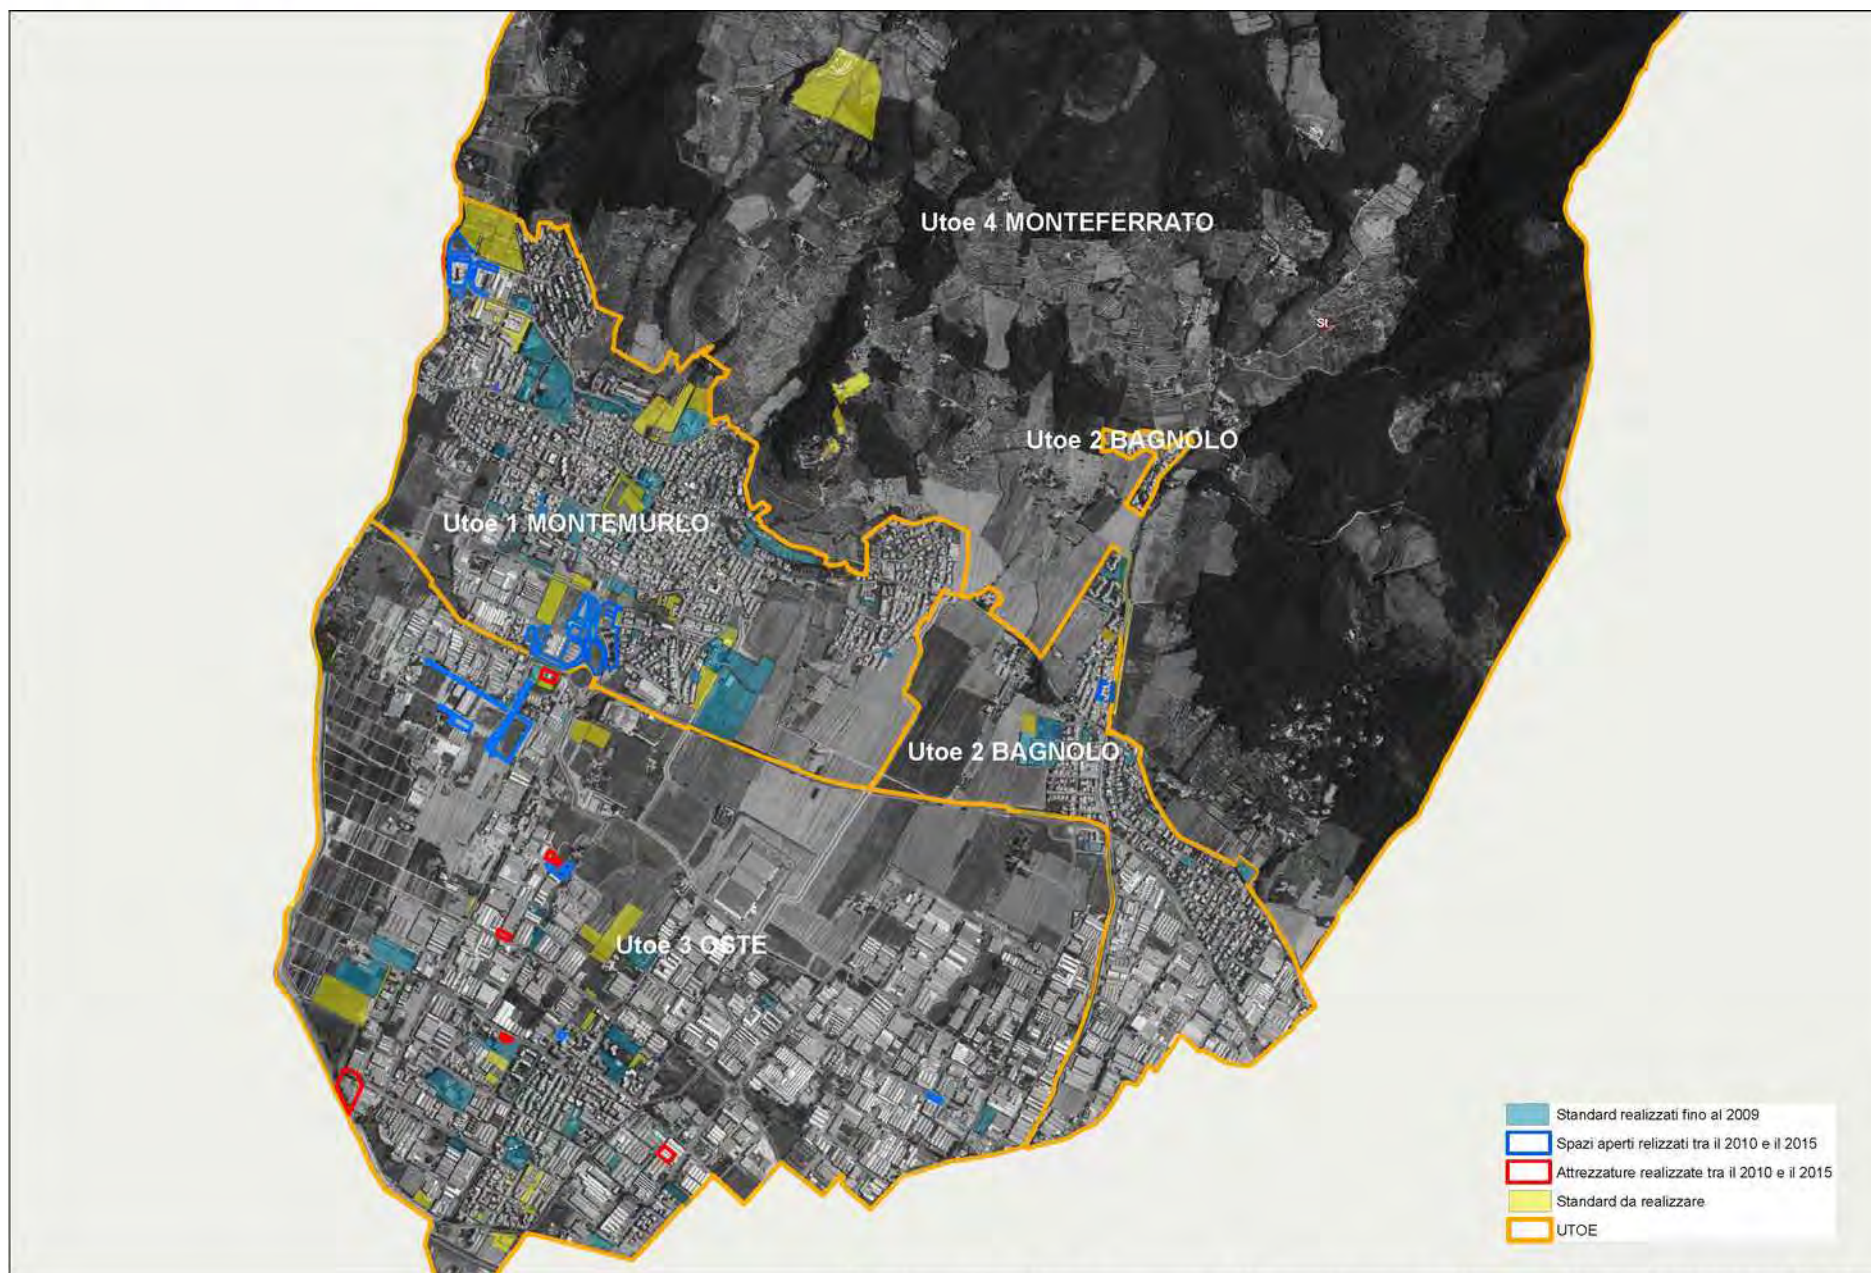 Utoe 4 MONTEFERRATO
St
Utoe 2 BAGNOLO
Utoe 1 MONTEMURLO
Utoe 2 BAGNOLO
Utoe 3 OSTE
Standard realizzati fino al 2009
Spazi aperti relizzati tra il 2010 e il 2015
Attrezzature realizzate tra il 2010 e il 2015
Standard da realizzare
UTOE